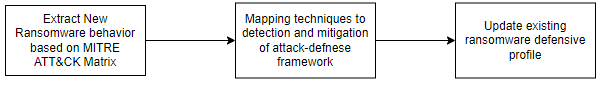 Extract New
Ransomware behavior
based on MITRE
ATT&CK Matrix
Mapping techniques to
detection and mitigation
of attack-defnese
framework
Update existing
ransomware defensive
profile